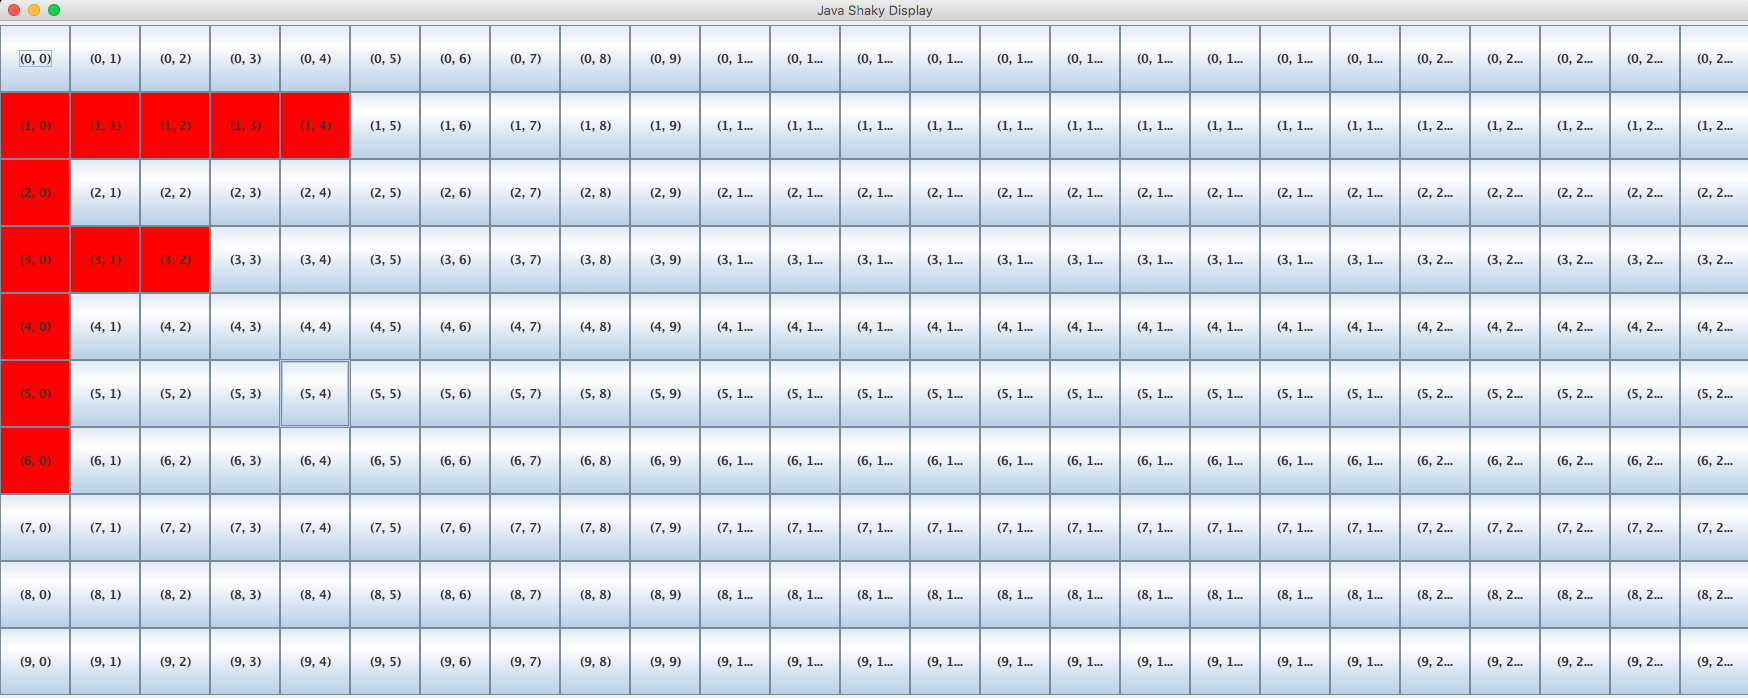 Java Shaky Display
(0, 0) (0, 1) (0, 2) (0, 3) (0, 4) (0, 5) (0, 6) (0, 7) (0, 8) (0, 9) (0, 1... (0, 1... (0, 1... (0, 1... (0, 1... (0, 1... (0, 1... (0, 1... (0, 1... (0, 1... (0, 2... (0, 2... (0, 2... (0, 2... (0, 2...
(1, 0) (1, 1) (1, 2) (1, 3) (1, 4) (1, 5) (1, 6) (1, 7) (1, 8) (1, 9) (1, 1... (1, 1... (1, 1... (1, 1... (1, 1... (1, 1... (1, 1... (1, 1... (1, 1... (1, 1... (1, 2... (1, 2... (1, 2... (1, 2... (1, 2...
(2, 0) (2, 1) (2, 2) (2, 3) (2, 4) (2, 5) (2, 6) (2, 7) (2, 8) (2, 9) (2, 1... (2, 1... (2, 1... (2, 1... (2, 1... (2, 1... (2, 1... (2, 1... (2, 1... (2, 1... (2, 2... (2, 2... (2, 2... (2, 2... (2, 2...
(3, 0) (3, 1) (3, 2) (3, 3) (3, 4) (3, 5) (3, 6) (3, 7) (3, 8) (3, 9) (3, 1... (3, 1... (3, 1... (3, 1... (3, 1... (3, 1... (3, 1... (3, 1... (3, 1... (3, 1... (3, 2... (3, 2... (3, 2... (3, 2... (3, 2...
(4, 0) (4, 1) (4, 2) (4, 3) (4, 4) (4, 5) (4, 6) (4, 7) (4, 8) (4, 9) (4, 1... (4, 1... (4, 1... (4, 1... (4, 1... (4, 1... (4, 1... (4, 1... (4, 1... (4, 1... (4, 2... (4, 2... (4, 2... (4, 2... (4, 2...
(5, 0) (5, 1) (5, 2) (5, 3) (5, 4) (5, 5) (5, 6) (5, 7) (5, 8) (5, 9) (5, 1... (5, 1... (5, 1... (5, 1... (5, 1... (5, 1... (5, 1... (5, 1... (5, 1... (5, 1... (5, 2... (5, 2... (5, 2... (5, 2... (5, 2...
(6, 0) (6, 1) (6, 2) (6, 3) (6, 4) (6, 5) (6, 6) (6, 7) (6, 8) (6, 9) (6, 1... (6, 1... (6, 1... (6, 1... (6, 1... (6, 1... (6, 1... (6, 1... (6, 1... (6, 1... (6, 2... (6, 2... (6, 2... (6, 2... (6, 2...
(7, 0) (7, 1) (7, 2) (7, 3) (7, 4) (7, 5) (7, 6) (7, 7) (7, 8) (7, 9) (7, 1... (7, 1... (7, 1... (7, 1... (7, 1... (7, 1... (7, 1... (7, 1... (7, 1... (7, 1... (7, 2... (7, 2... (7, 2... (7, 2... (7, 2...
(8, 0) (8, 1) (8, 2) (8, 3) (8, 4) (8, 5) (8, 6) (8, 7) (8, 8) (8, 9) (8, 1... (8, 1... (8, 1... (8, 1... (8, 1... (8, 1... (8, 1... (8, 1... (8, 1... (8, 1... (8, 2... (8, 2... (8, 2... (8, 2... (8, 2...
(9, 0) (9, 1) (9, 2) (9, 3) (9, 4) (9, 5) (9, 6) (9, 7) (9, 8) (9, 9) (9, 1... (9, 1... (9, 1... (9, 1... (9, 1... (9, 1... (9, 1... (9, 1... (9, 1... (9, 1... (9, 2... (9, 2... (9, 2... (9, 2... (9, 2...